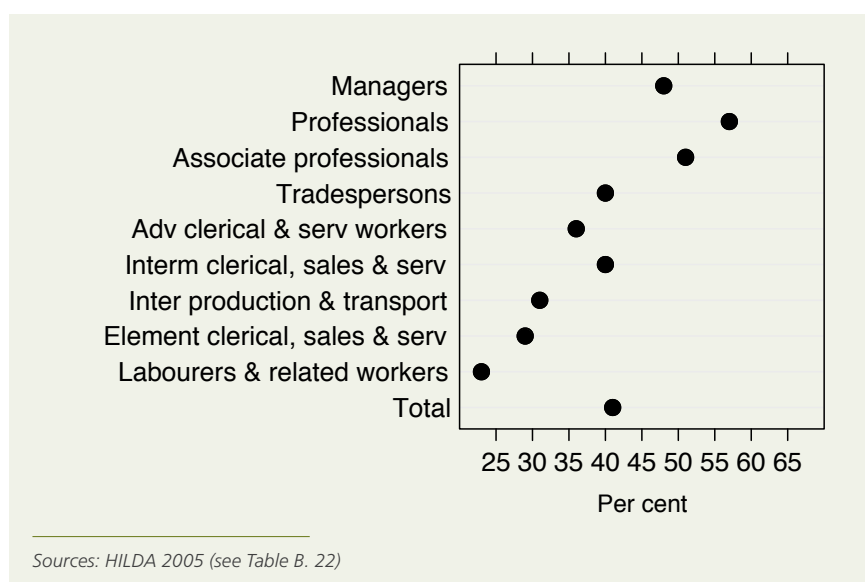 Managers
Professionals
Associate professionals
Tradespersons
Adv clerical & serv workers
Interm clerical, sales & serv
Inter production & transport
Element clerical, sales & serv
Labourers & related workers
Total
25 30 35 40 45 50 55 60 65
Per cent
Sources: HILDA 2005 (see Table B. 22)